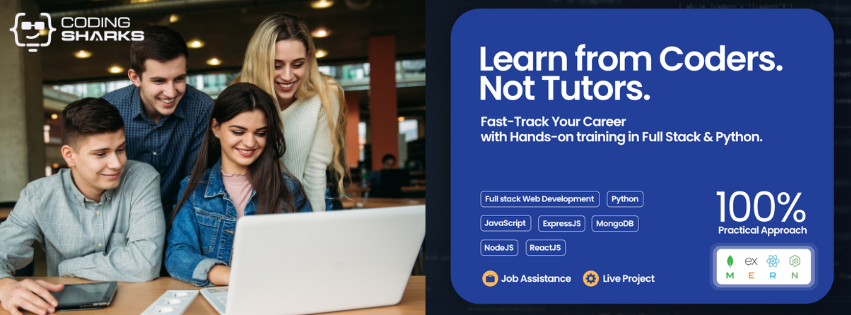 CODING
SHARKS
Learn from Coders.
Not Tutors.
Fast-Track Your Career
with Hands-on training in Full Stack & Python.
Full stack Web Development
Python
JavaScript
ExpressJS
MongoDB
NodeJS
ReactJS
100%
Practical Approach
ex
M E R N
Job Assistance
Live Project